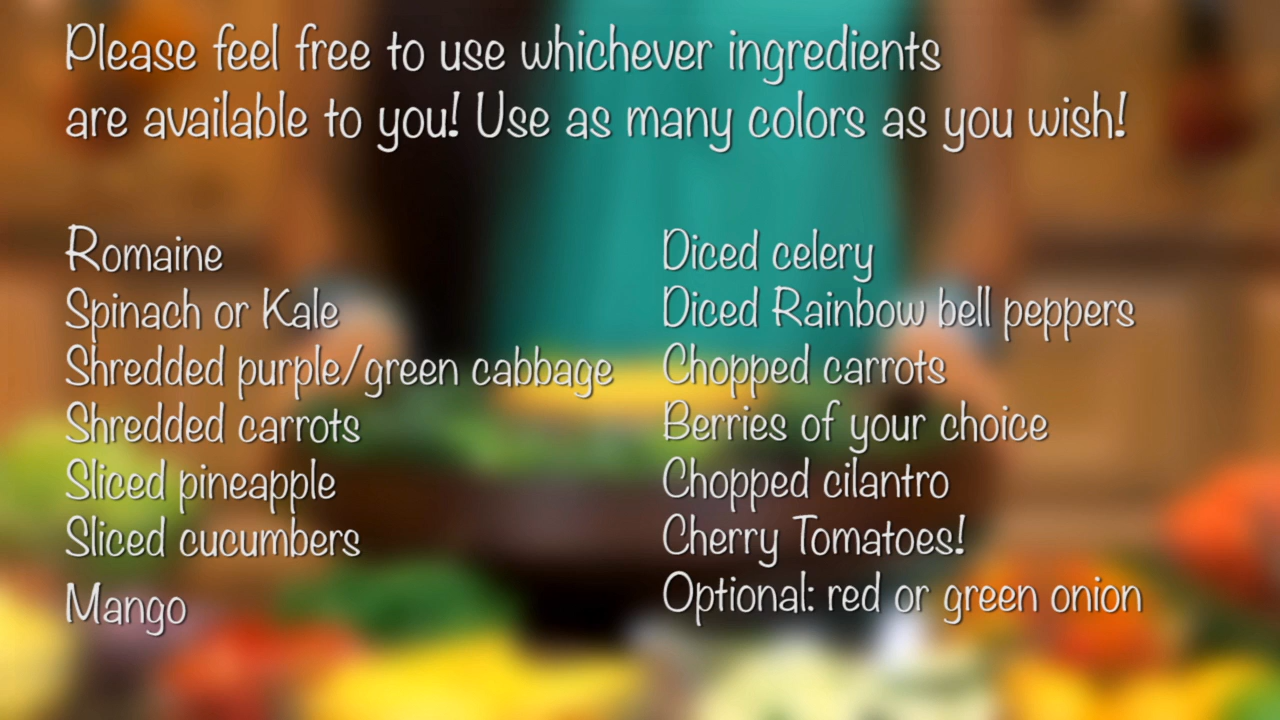 Please feel free to use whichever ingredients
are available to you! Use as many colors as you wish!
Romaine
Spinach or Kale
Shredded purple/green cabbage
Shredded carrots
Sliced pineapple
Sliced cucumbers
Mango
Diced celery
Diced Rainbow bell peppers
Chopped carrots
Berries of your choice
Chopped cilantro
Cherry Tomatoes!
Optional: red or green onion